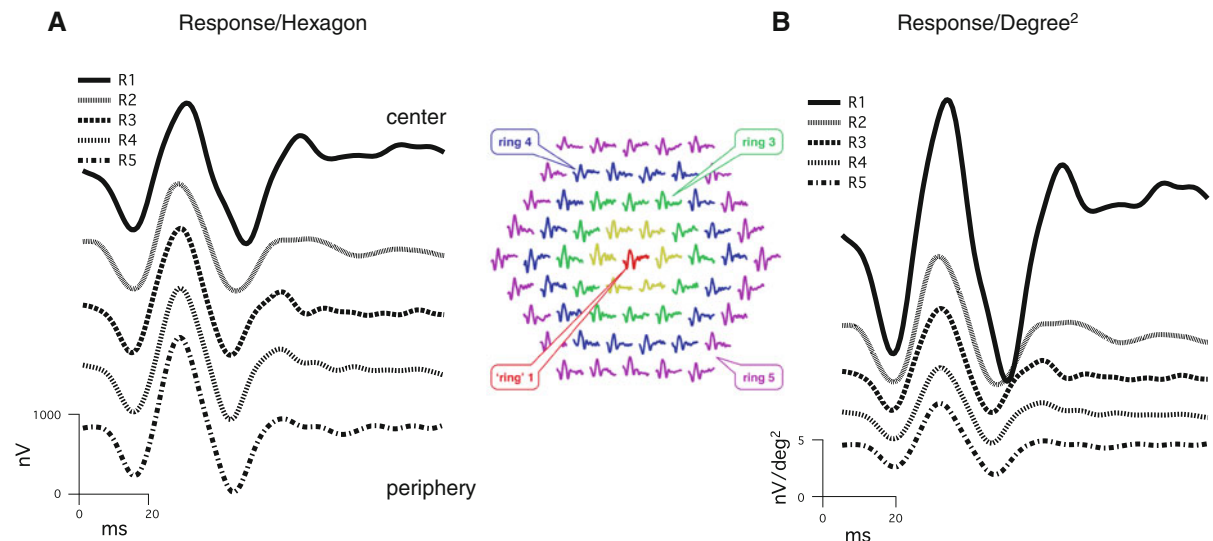 A
Response/Hexagon
R1
R2
R3
R4
R5
center
1000
nV
0
0
20
ms
periphery
ring 4
ring 3
'ring' 1
ring 5
B
Response/Degree²
R1
R2
R3
R4
R5
5
nV/deg²
0
0
20
ms